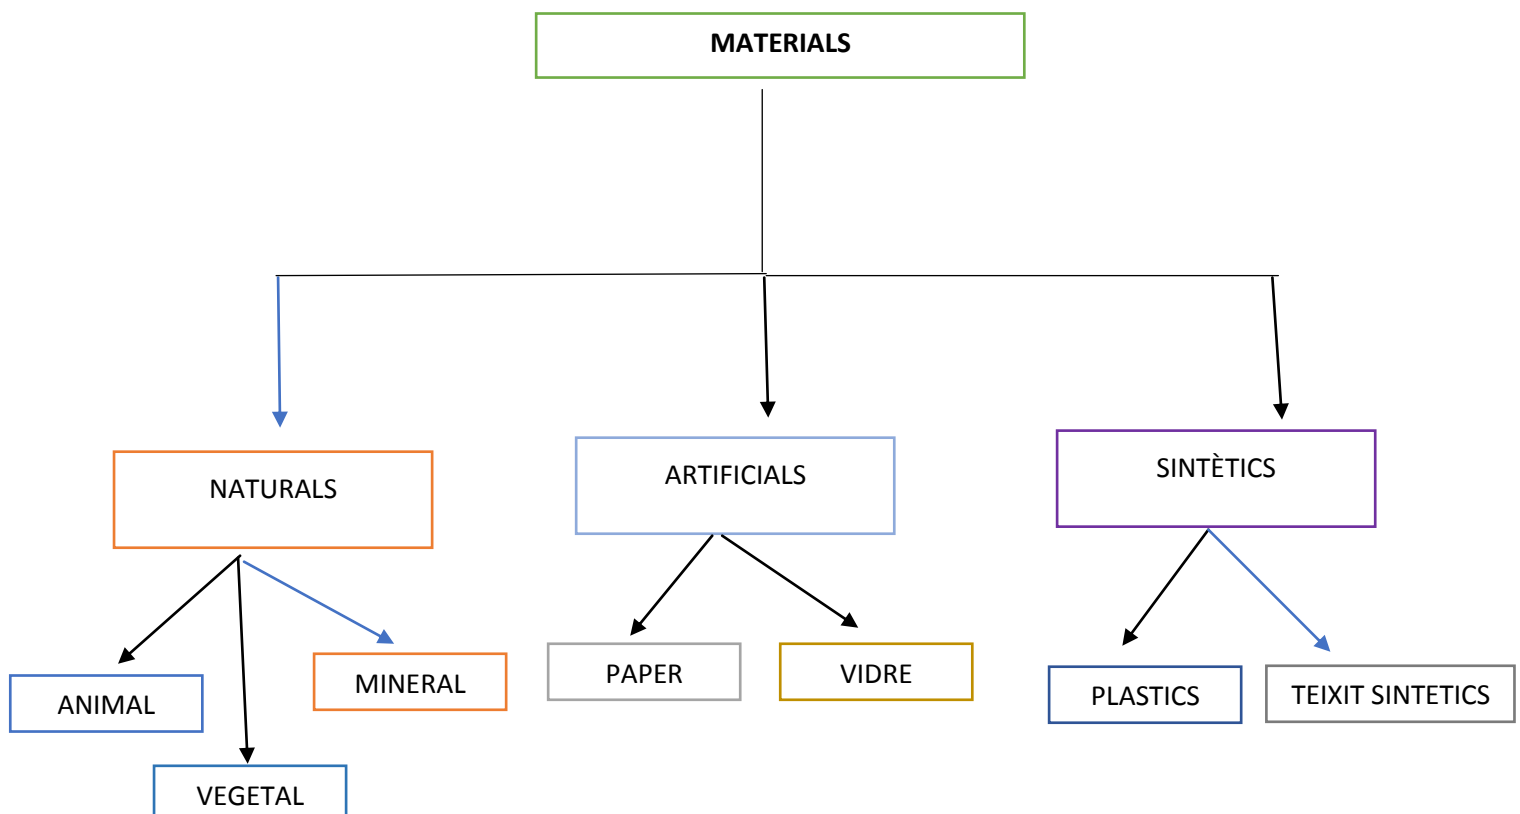 MATERIALS
NATURALS
ARTIFICIALS
SINTÈTICS
ANIMAL
VEGETAL
MINERAL
PAPER
VIDRE
PLASTICS
TEIXIT SINTETICS